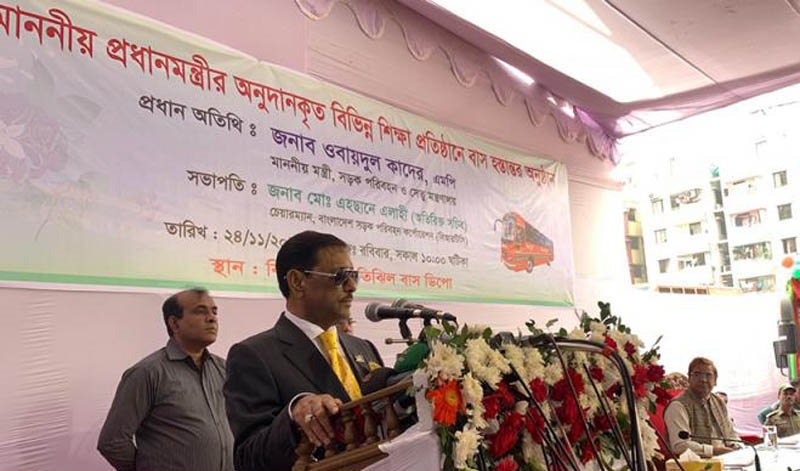 মাননীয় প্রধানমন্ত্রীর অনুদানকৃত বিভিন্ন শিক্ষা প্রতিষ্ঠানে বাস হস্তান্তর অনুষ্ঠান
প্রধান অতিথি : জনাব ওবায়দুল কাদের, এমপি
মাননীয় মন্ত্রী, সড়ক পরিবহন ও সেতু মন্ত্রণালয়
সভাপতি : জনাব মোঃ এহছানে এলাহী (অতিরিক্ত সচিব)
চেয়ারম্যান, বাংলাদেশ সড়ক পরিবহন কর্পোরেশন (বিআরটিসি)
তারিখ : ২৪/১১/২০ রবিবার, সকাল ১০:০০ ঘটিকা
স্থান : বি তিঝিল বাস ডিপো